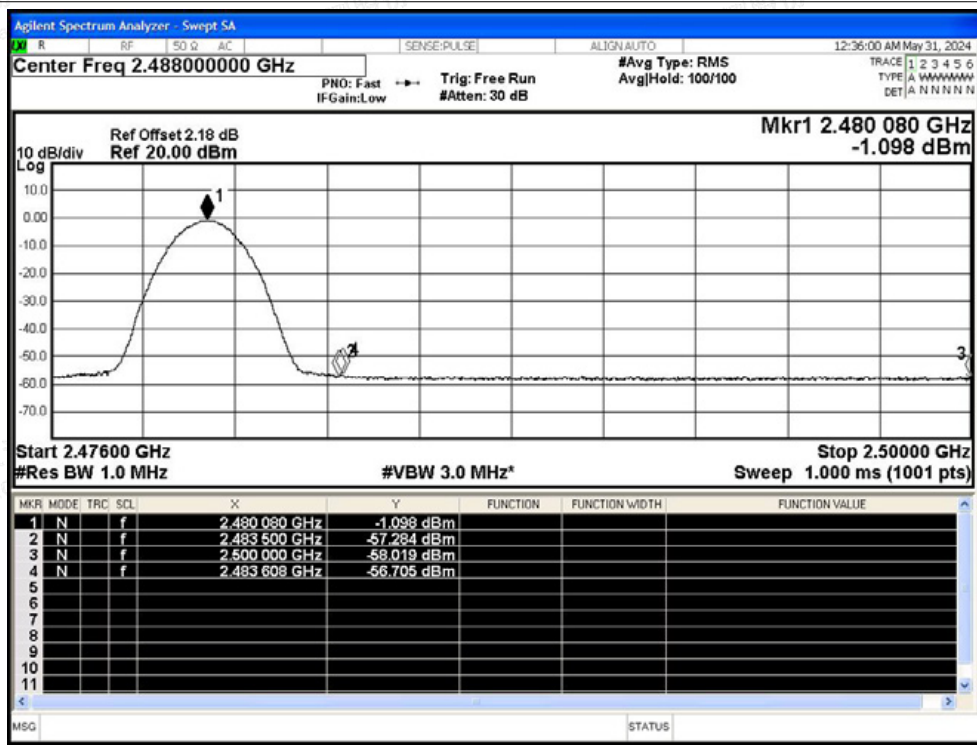 Agilent Spectrum Analyzer - Swept SA
LXI R RF 50 Ω AC SENSE:PULSE ALIGN AUTO 12:36:00 AM May 31, 2024
Center Freq 2.488000000 GHz #Avg Type: RMS TRACE 1 2 3 4 5 6
PNO: Fast Trig: Free Run Avg|Hold: 100/100 TYPE A WWWWW
IFGain:Low #Atten: 30 dB DET A N N N N N
Ref Offset 2.18 dB Mkr1 2.480 080 GHz
10 dB/div Ref 20.00 dBm -1.098 dBm
Log
10.0
1
0.00
-10.0
-20.0
-30.0
-40.0
-50.0 3
-60.0
-70.0
Start 2.47600 GHz Stop 2.50000 GHz
#Res BW 1.0 MHz #VBW 3.0 MHz* Sweep 1.000 ms (1001 pts)
MKR MODE TRC SCL X Y FUNCTION FUNCTION WIDTH FUNCTION VALUE
1 N f 2.480 080 GHz -1.098 dBm
2 N f 2.483 500 GHz -57.284 dBm
3 N f 2.500 000 GHz -58.019 dBm
4 N f 2.483 608 GHz -56.705 dBm
5
6
7
8
9
10
11
MSG STATUS